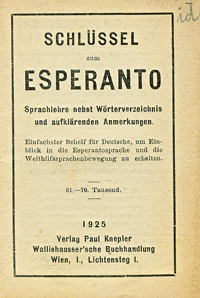 SCHLÜSSEL
zum
ESPERANTO
Sprachlehre nebst Wörterverzeichnis
und aufklärenden Anmerkungen.
Einfachster Behelf für Deutsche, um Ein-
blick in die Esperantosprache und die
Welthilfssprachenbewegung zu erhalten.
61.—70. Tausend.
1925
Verlag Paul Knepler
Wallishausser'sche Buchhandlung
Wien, I., Lichtensteg 1.